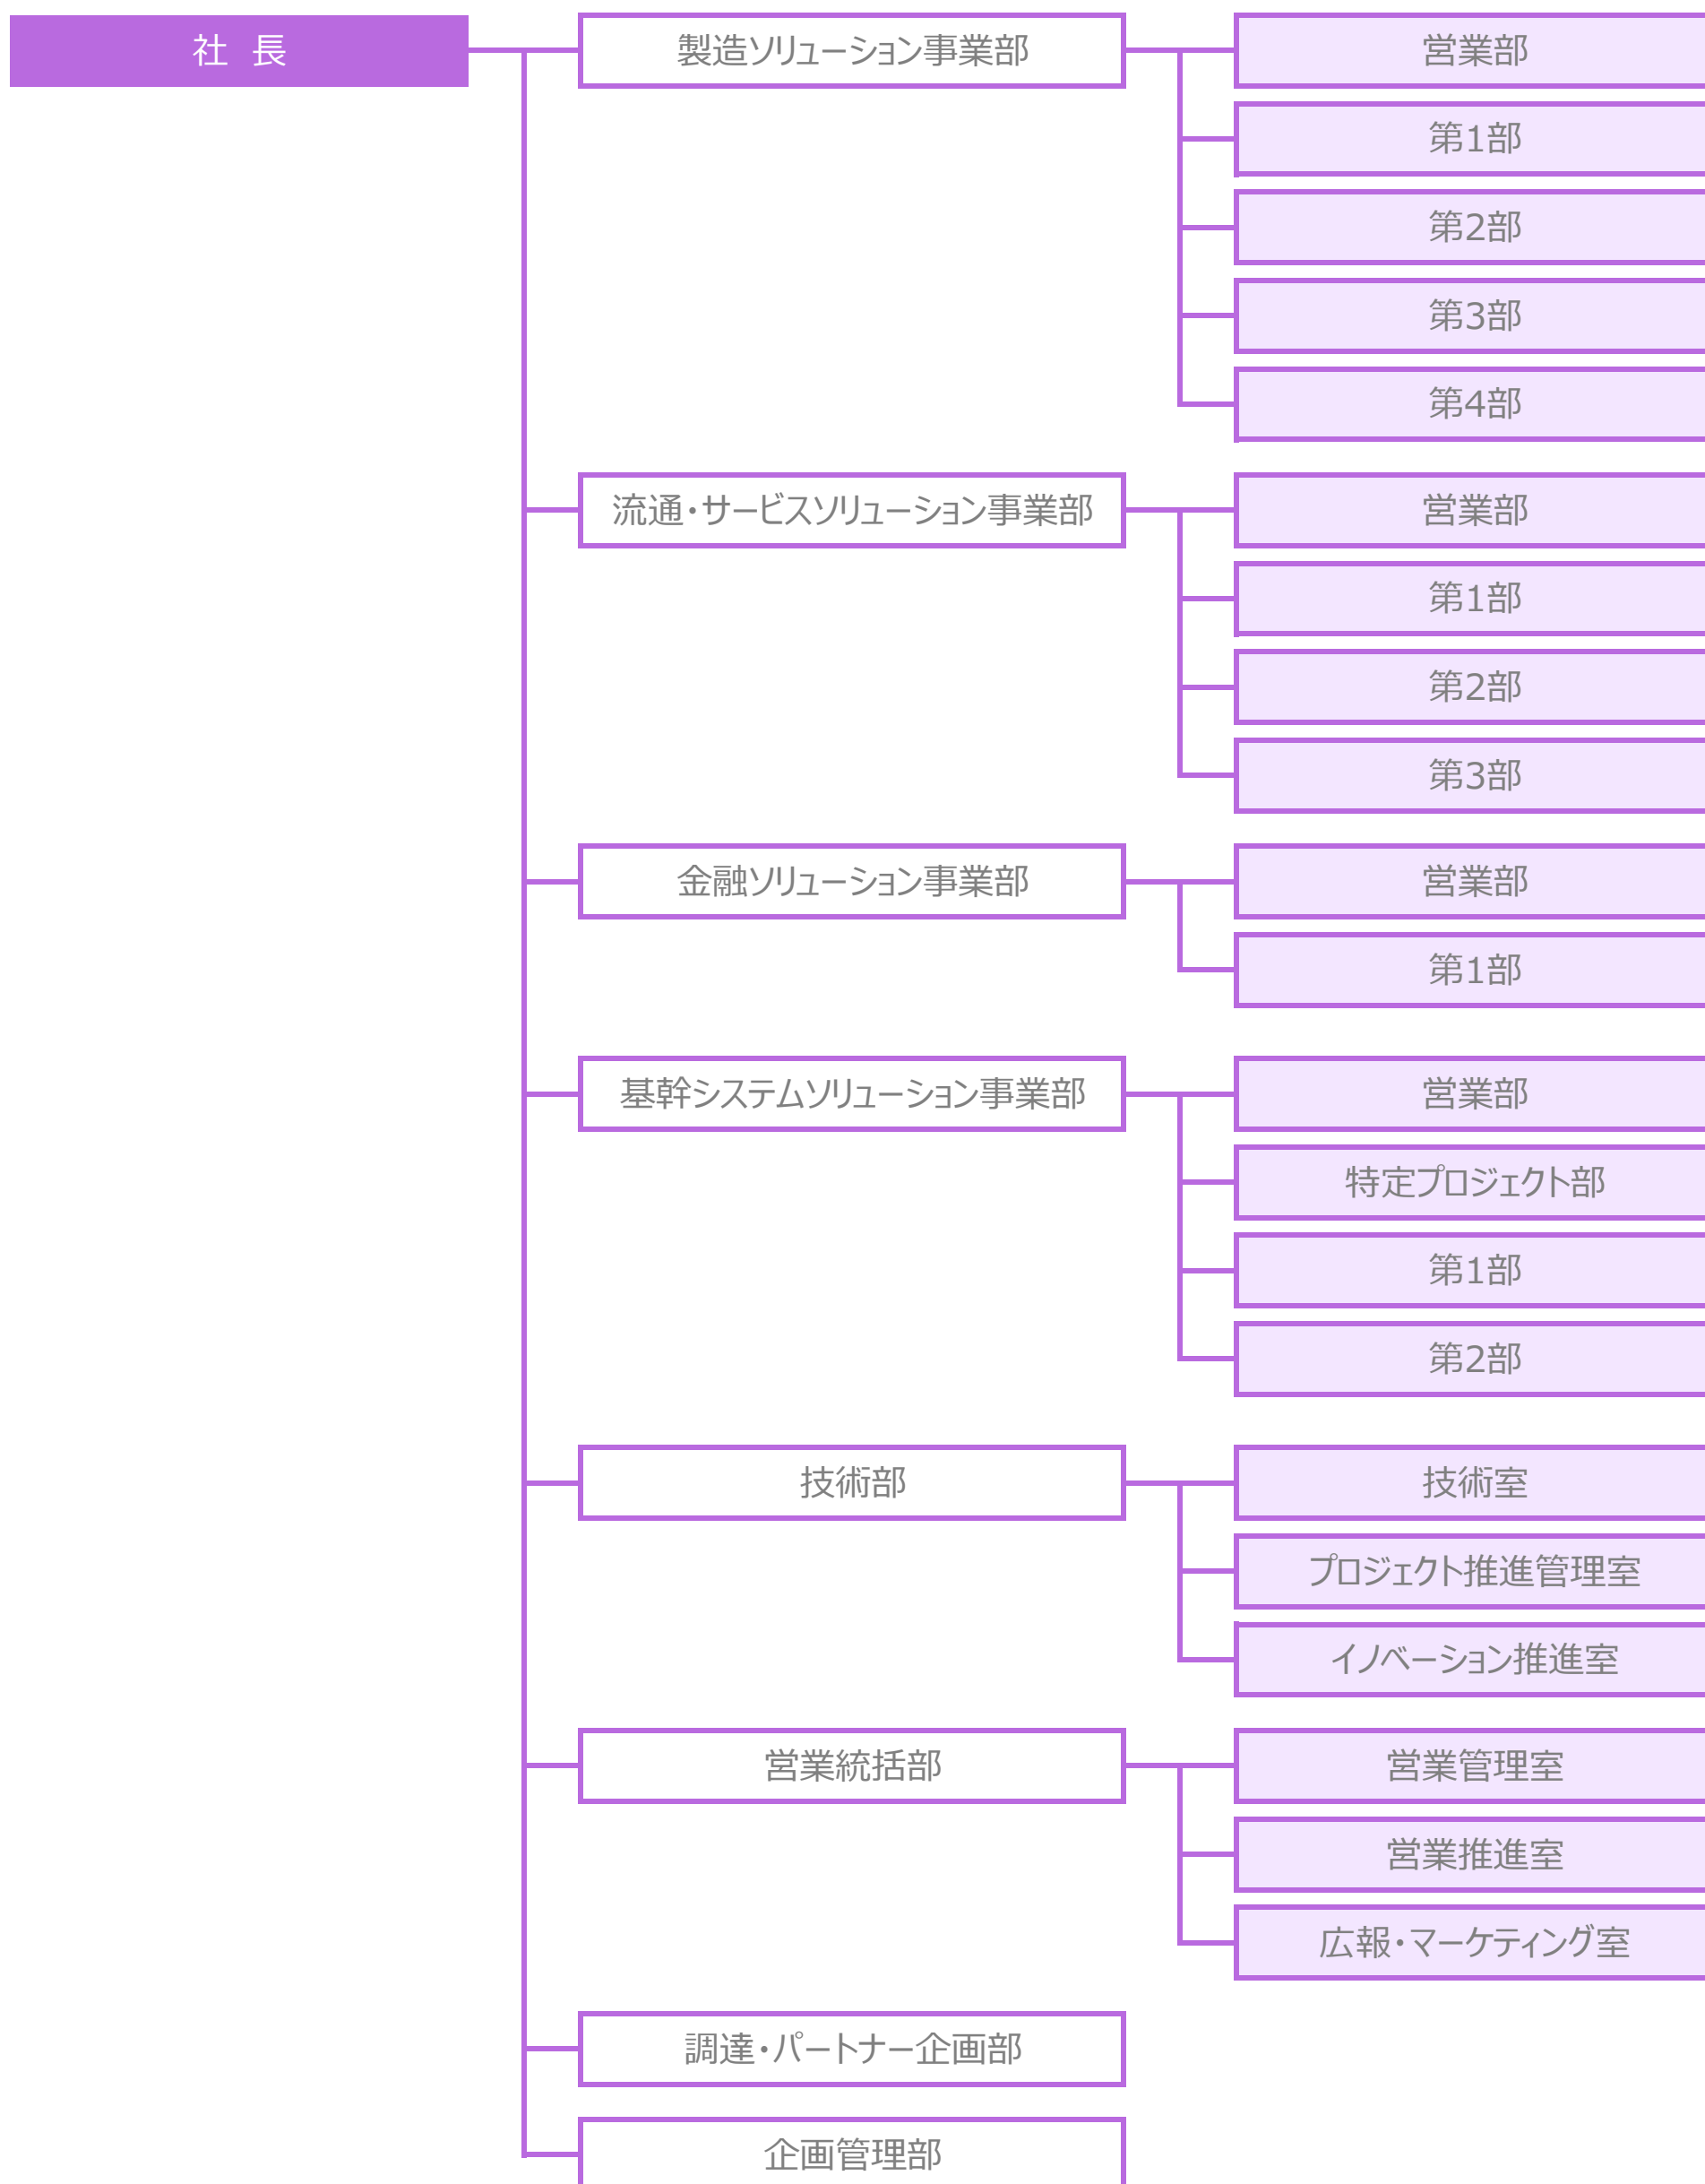 社 長
製造ソリューション事業部
営業部
第1部
第2部
第3部
第4部
流通・サービスソリューション事業部
営業部
第1部
第2部
第3部
金融ソリューション事業部
営業部
第1部
基幹システムソリューション事業部
営業部
特定プロジェクト部
第1部
第2部
技術部
技術室
プロジェクト推進管理室
イノベーション推進室
営業統括部
営業管理室
営業推進室
広報・マーケティング室
調達・パートナー企画部
企画管理部